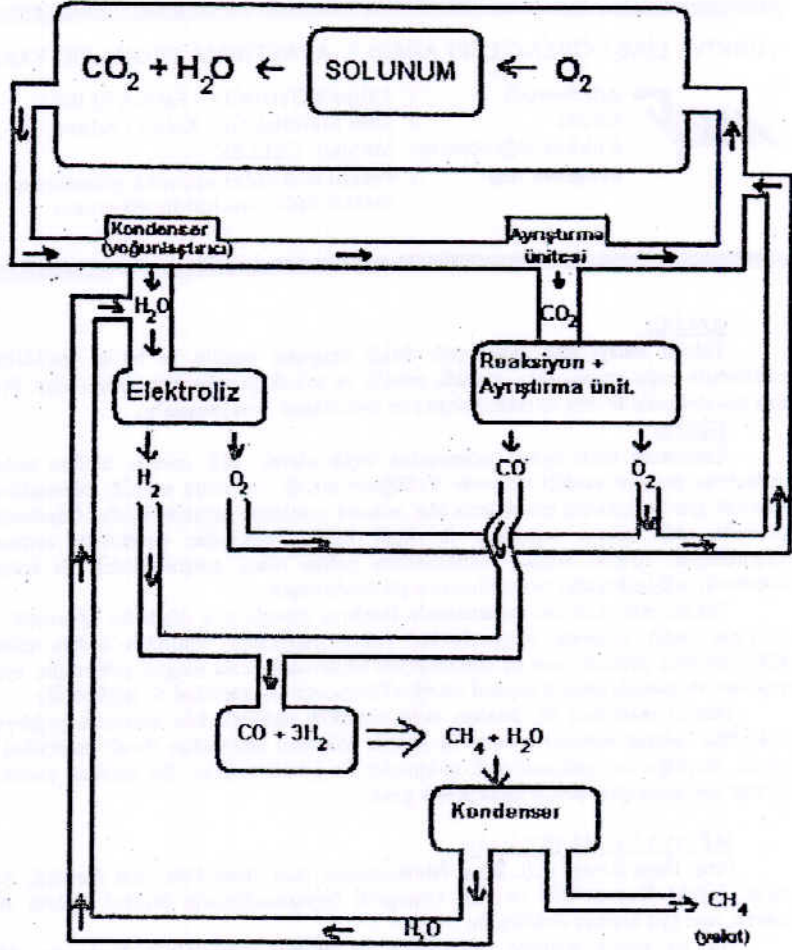 CO₂ + H₂O ← SOLUNUM ← O₂
Kondenser
(yoğunlaştırıcı)
Ayrıştırma
ünitesi
H₂O
CO₂
Elektroliz
Reaksiyon +
Ayrıştırma ünit.
H₂
O₂
CO
O₂
CO + 3H₂
CH₄ + H₂O
Kondenser
H₂O
CH₄
(yakıt)